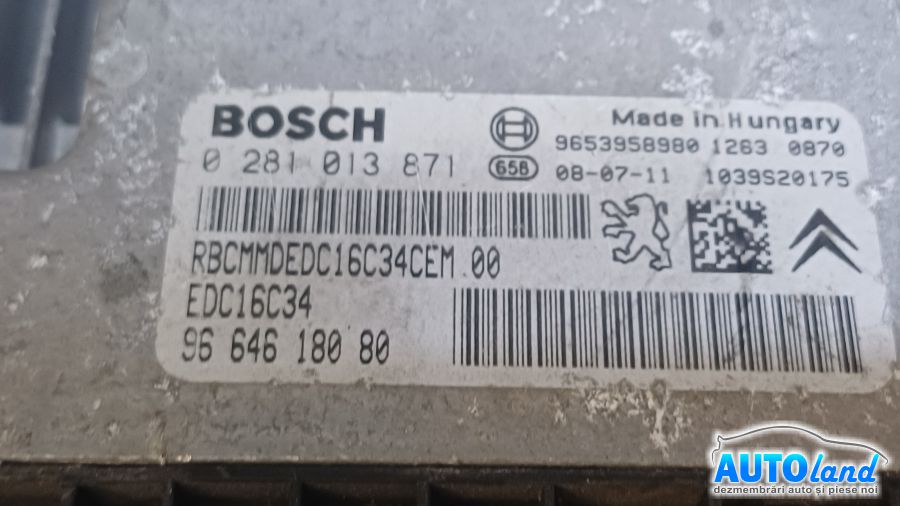 BOSCH
Made in Hungary
0 281 013 871
9653958980 1263 0870
658 08-07-11 1039S20175
RBCMMDEDC16C34CEM.00
EDC16C34
96 646 180 80
AUTOland
dezmembrări auto și piese noi